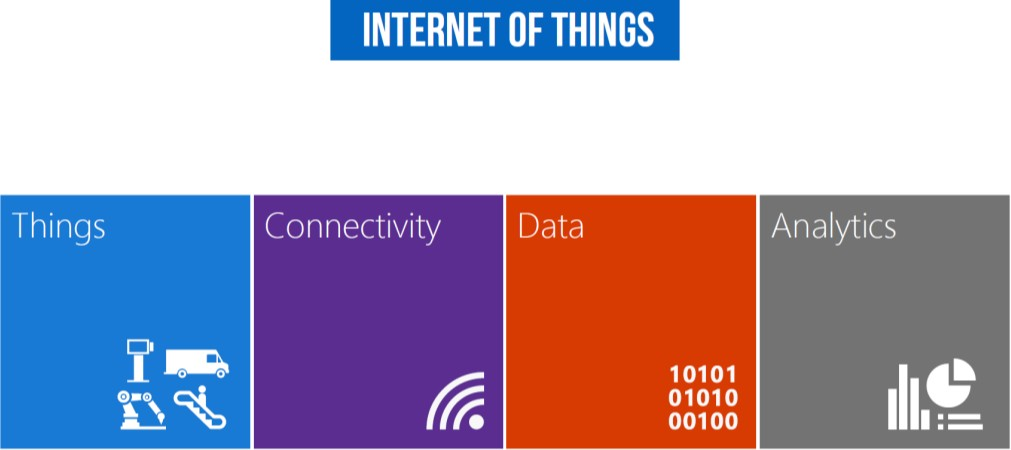 INTERNET OF THINGS
Things
Connectivity
Data
Analytics
10101
01010
00100